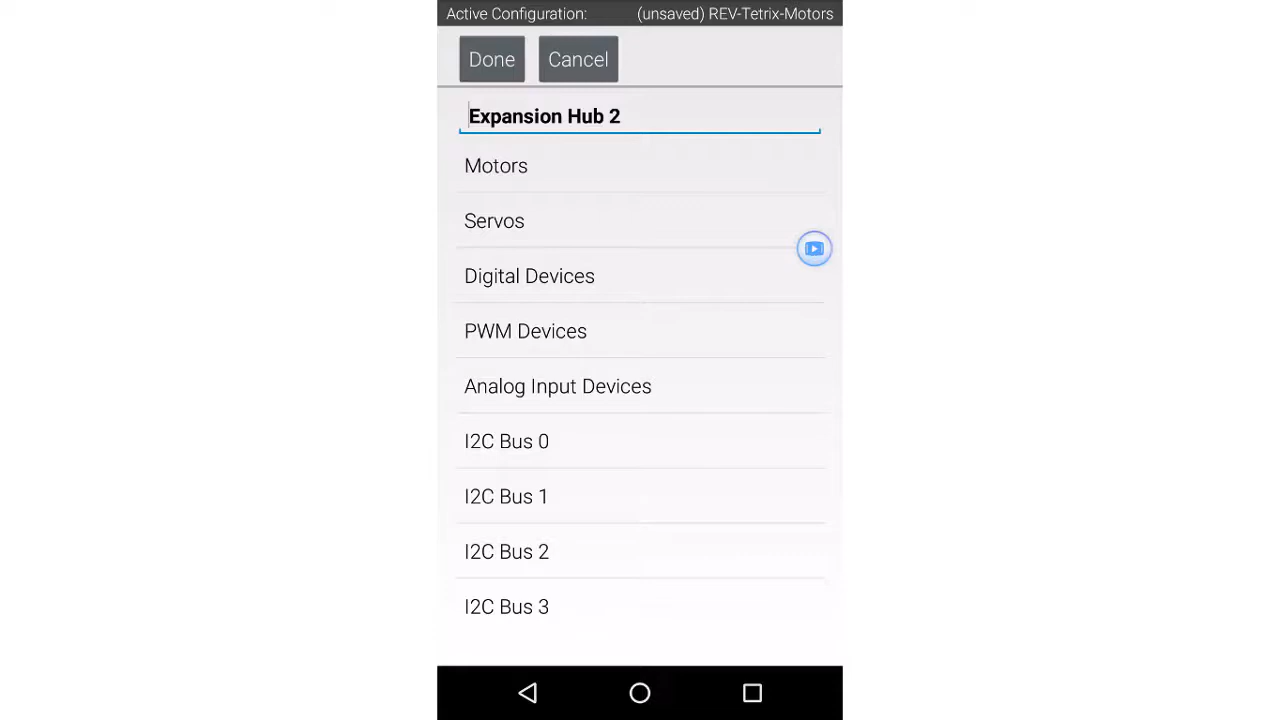 Active Configuration: (unsaved) REV-Tetrix-Motors
Done Cancel
Expansion Hub 2
Motors
Servos
Digital Devices
PWM Devices
Analog Input Devices
I2C Bus 0
I2C Bus 1
I2C Bus 2
I2C Bus 3